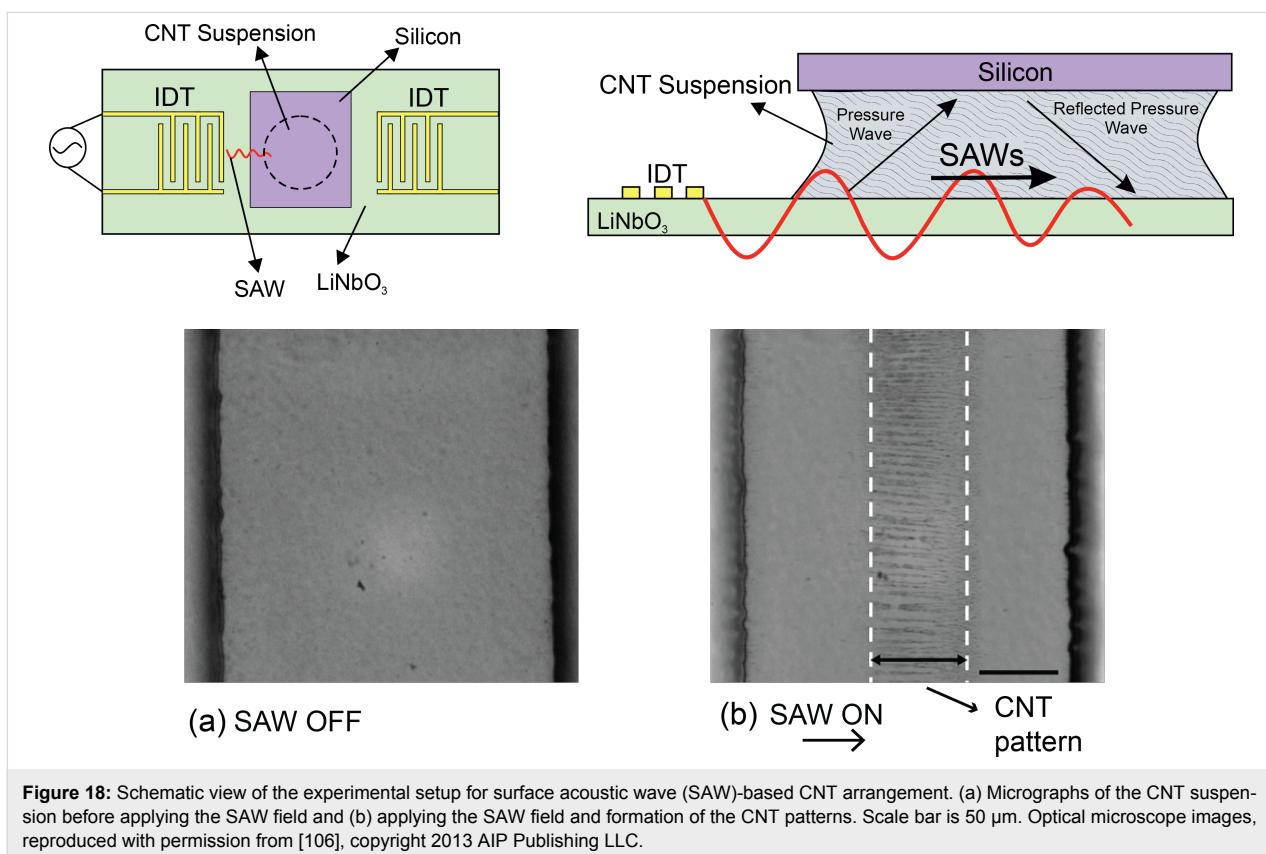 CNT Suspension
Silicon
IDT
IDT
SAW
LiNbO₃
Silicon
CNT Suspension
Pressure
Wave
Reflected Pressure
Wave
SAWs
IDT
LiNbO₃
(a) SAW OFF
(b) SAW ON
CNT
pattern
Figure 18: Schematic view of the experimental setup for surface acoustic wave (SAW)-based CNT arrangement. (a) Micrographs of the CNT suspen-
sion before applying the SAW field and (b) applying the SAW field and formation of the CNT patterns. Scale bar is 50 μm. Optical microscope images,
reproduced with permission from [106], copyright 2013 AIP Publishing LLC.